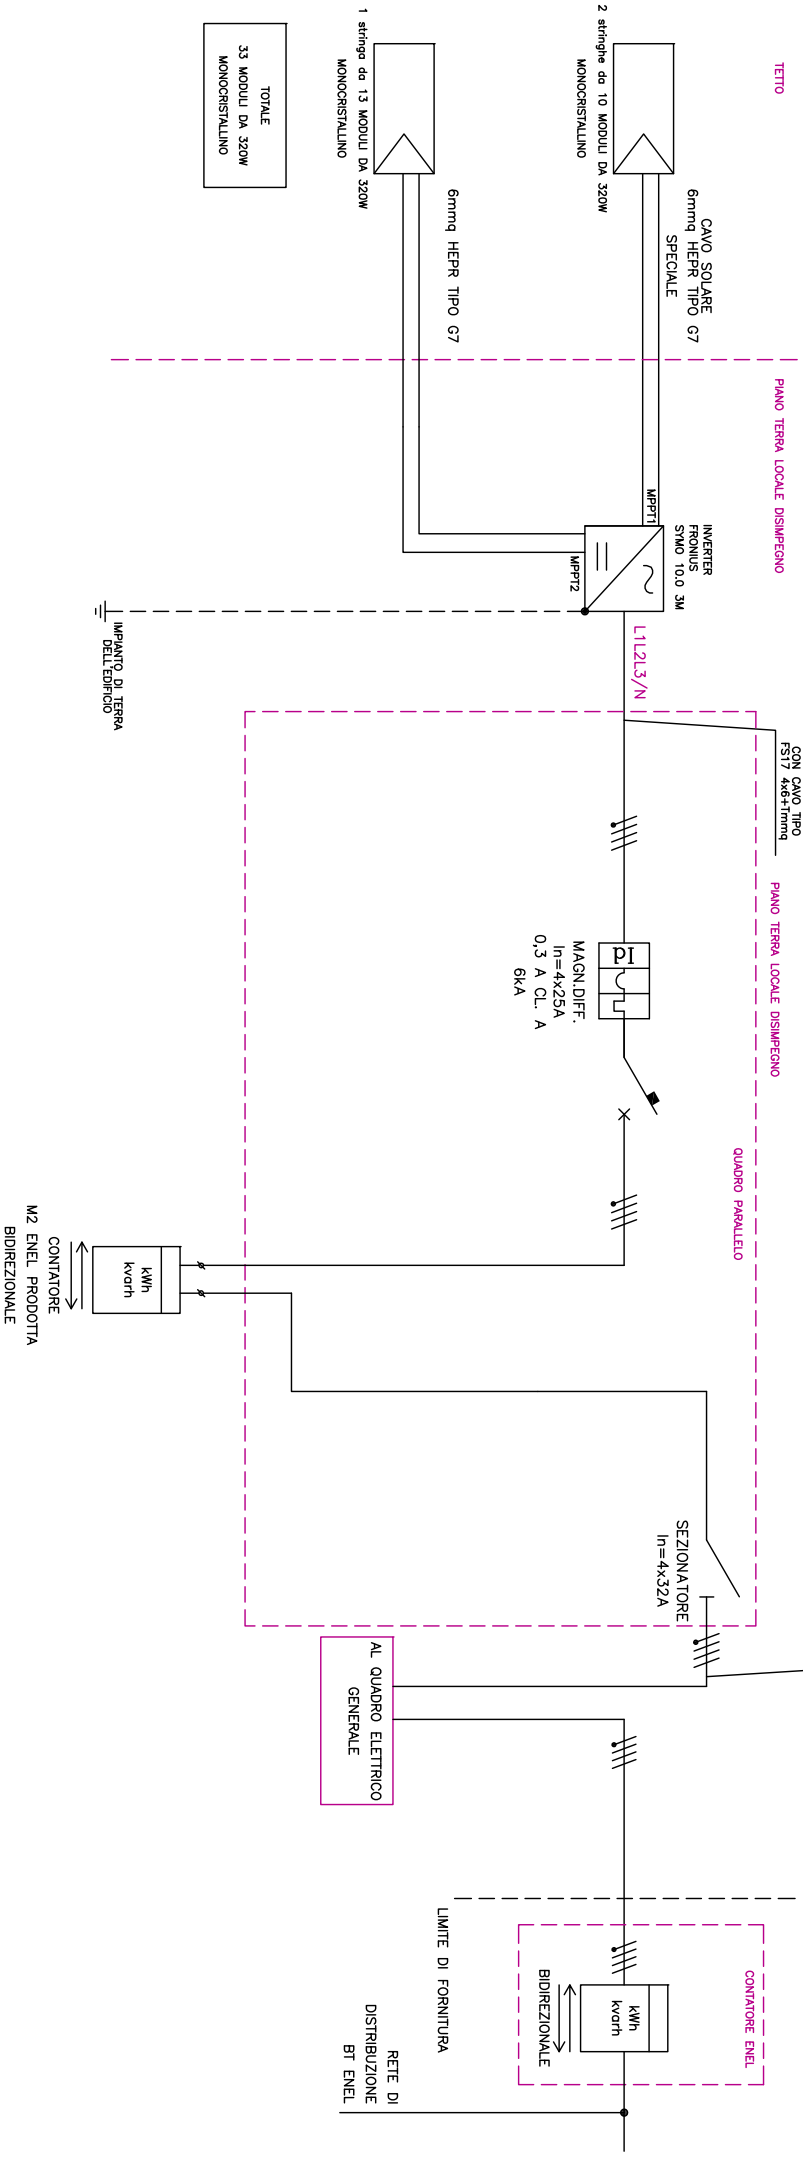 TETTO
2 stringhe da 10 MODULI DA 320W
MONOCRISTALLINO
CAVO SOLARE
6mmq HEPR TIPO G7
SPECIALE
1 stringa da 13 MODULI DA 320W
MONOCRISTALLINO
6mmq HEPR TIPO G7
TOTALE
33 MODULI DA 320W
MONOCRISTALLINO
PIANO TERRA LOCALE DISIMPEGNO
INVERTER
FRONIUS
SYMO 10.0 3M
MPPT1
MPPT2
L1L2L3/N
IMPIANTO DI TERRA
DELL'EDIFICIO
CON CAVO TIPO
FS17 4x6+Tmmq
PIANO TERRA LOCALE DISIMPEGNO
QUADRO PARALLELO
Id
MAGN.DIFF.
In=4x25A
0,3 A CL. A
6kA
kWh
kvarh
CONTATORE
M2 ENEL PRODOTTA
BIDIREZIONALE
SEZIONATORE
In=4x32A
AL QUADRO ELETTRICO
GENERALE
LIMITE DI FORNITURA
CONTATORE ENEL
kWh
kvarh
BIDIREZIONALE
RETE DI
DISTRIBUZIONE
BT ENEL